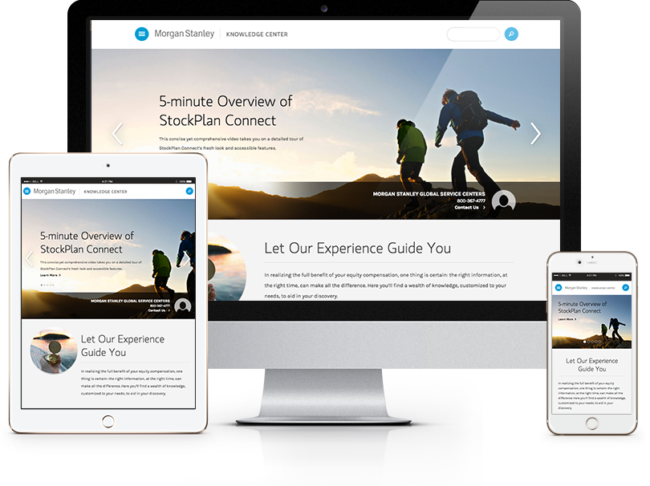 Morgan Stanley KNOWLEDGE CENTER
5-minute Overview of
StockPlan Connect
This concise yet comprehensive video takes you on a detailed tour of
StockPlan Connect's fresh look and accessible features.
MORGAN STANLEY GLOBAL SERVICE CENTERS
800-367-4777
Contact Us >
Let Our Experience Guide You
In realizing the full benefit of your equity compensation, one thing is certain: the right information, at
the right time, can make all the difference. Here you'll find a wealth of knowledge, customized to your
needs, to aid in your discovery.
Morgan Stanley KNOWLEDGE CENTER
5-minute Overview of
StockPlan Connect
This concise yet comprehensive video takes you on a detailed tour of
StockPlan Connect's fresh look and accessible features.
Learn More >
MORGAN STANLEY GLOBAL SERVICE CENTERS
800-367-4777
Contact Us >
Let Our Experience
Guide You
In realizing the full benefit of your equity compensation, one
thing is certain: the right information, at the right time, can
make all the difference. Here you'll find a wealth of knowledge,
customized to your needs, to aid in your discovery.
Morgan Stanley KNOWLEDGE CENTER
5-minute Overview of
StockPlan Connect
Learn More >
Let Our Experience
Guide You
In realizing the full benefit of your equity
compensation, one thing is certain: the right
information, at the right time, can make all the
difference. Here you'll find a wealth of knowledge,
customized to your needs, to aid in your
discovery.